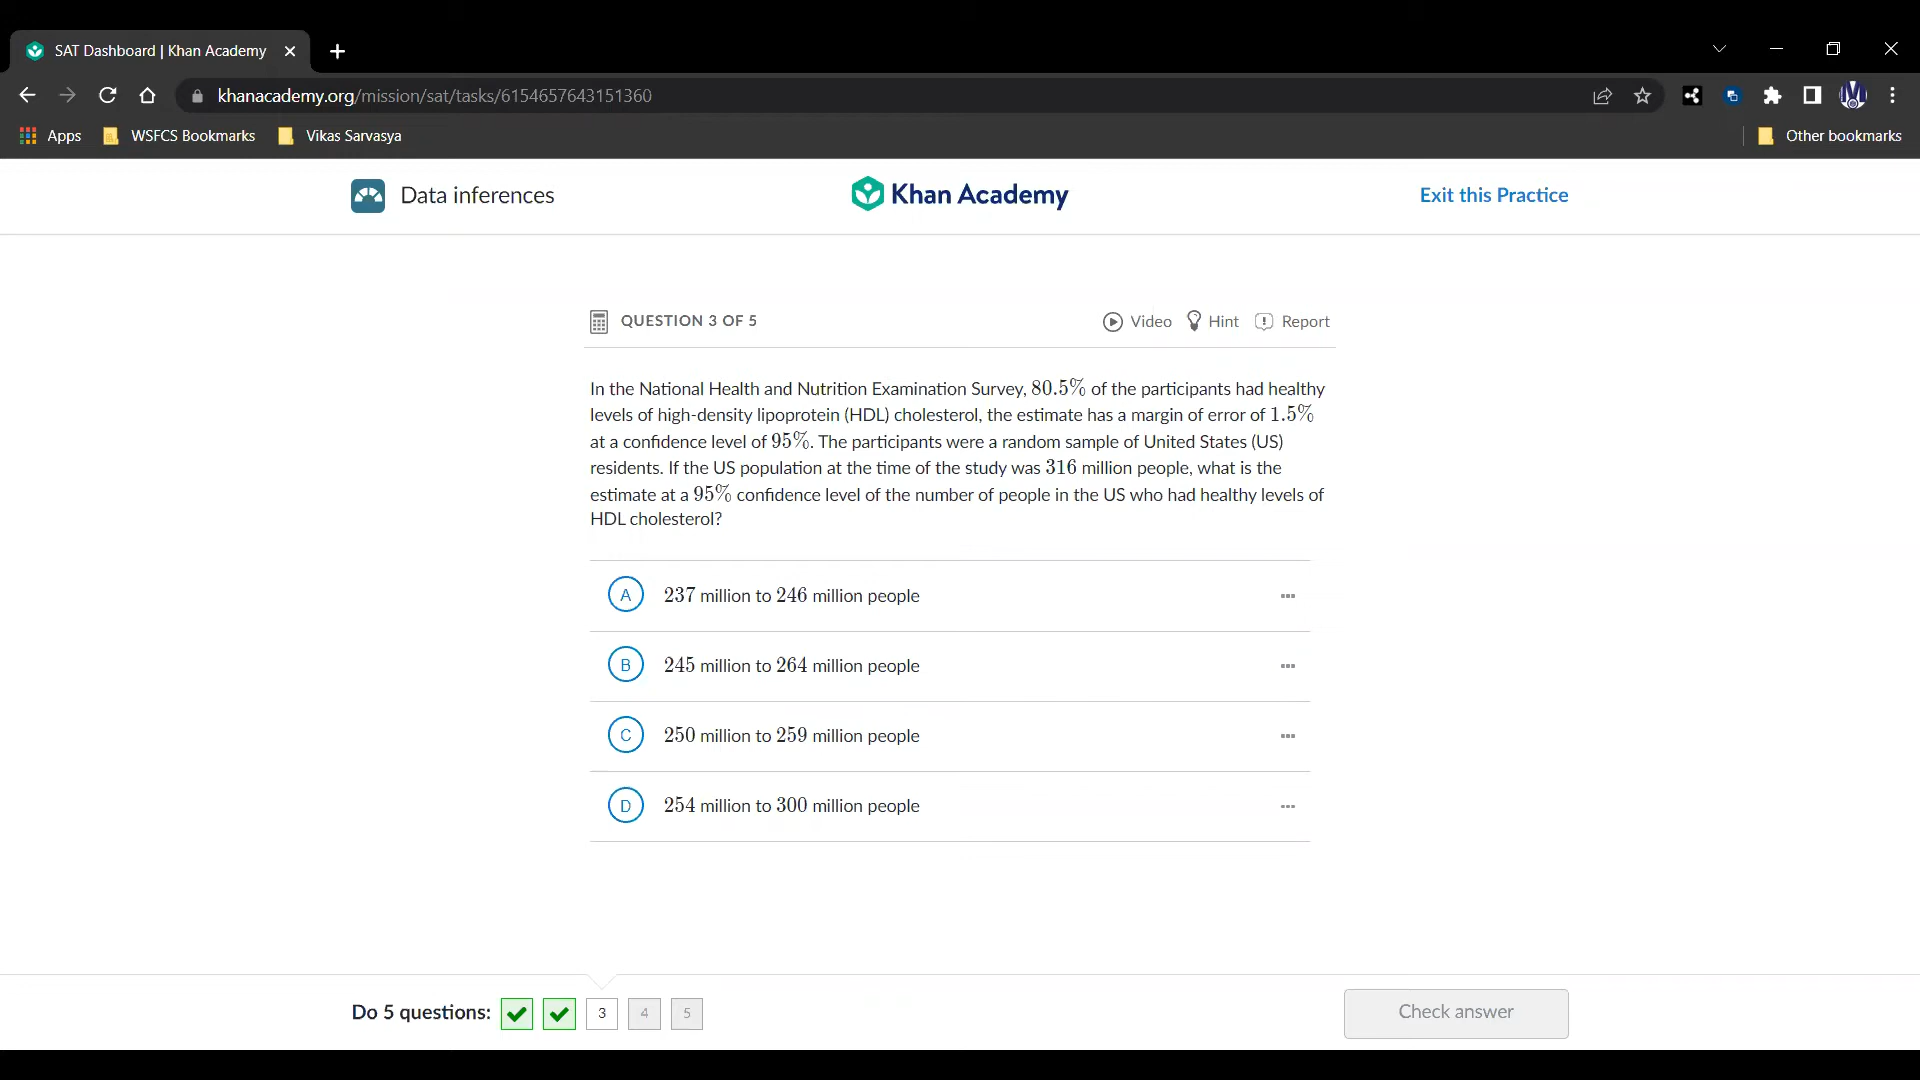 SAT Dashboard | Khan Academy
khanacademy.org/mission/sat/tasks/6154657643151360
Apps WSFCS Bookmarks Vikas Sarvasya Other bookmarks
Data inferences Khan Academy Exit this Practice
QUESTION 3 OF 5 Video Hint Report
In the National Health and Nutrition Examination Survey, 80.5% of the participants had healthy
levels of high-density lipoprotein (HDL) cholesterol, the estimate has a margin of error of 1.5%
at a confidence level of 95%. The participants were a random sample of United States (US)
residents. If the US population at the time of the study was 316 million people, what is the
estimate at a 95% confidence level of the number of people in the US who had healthy levels of
HDL cholesterol?
A 237 million to 246 million people
B 245 million to 264 million people
C 250 million to 259 million people
D 254 million to 300 million people
Do 5 questions: 3 4 5 Check answer